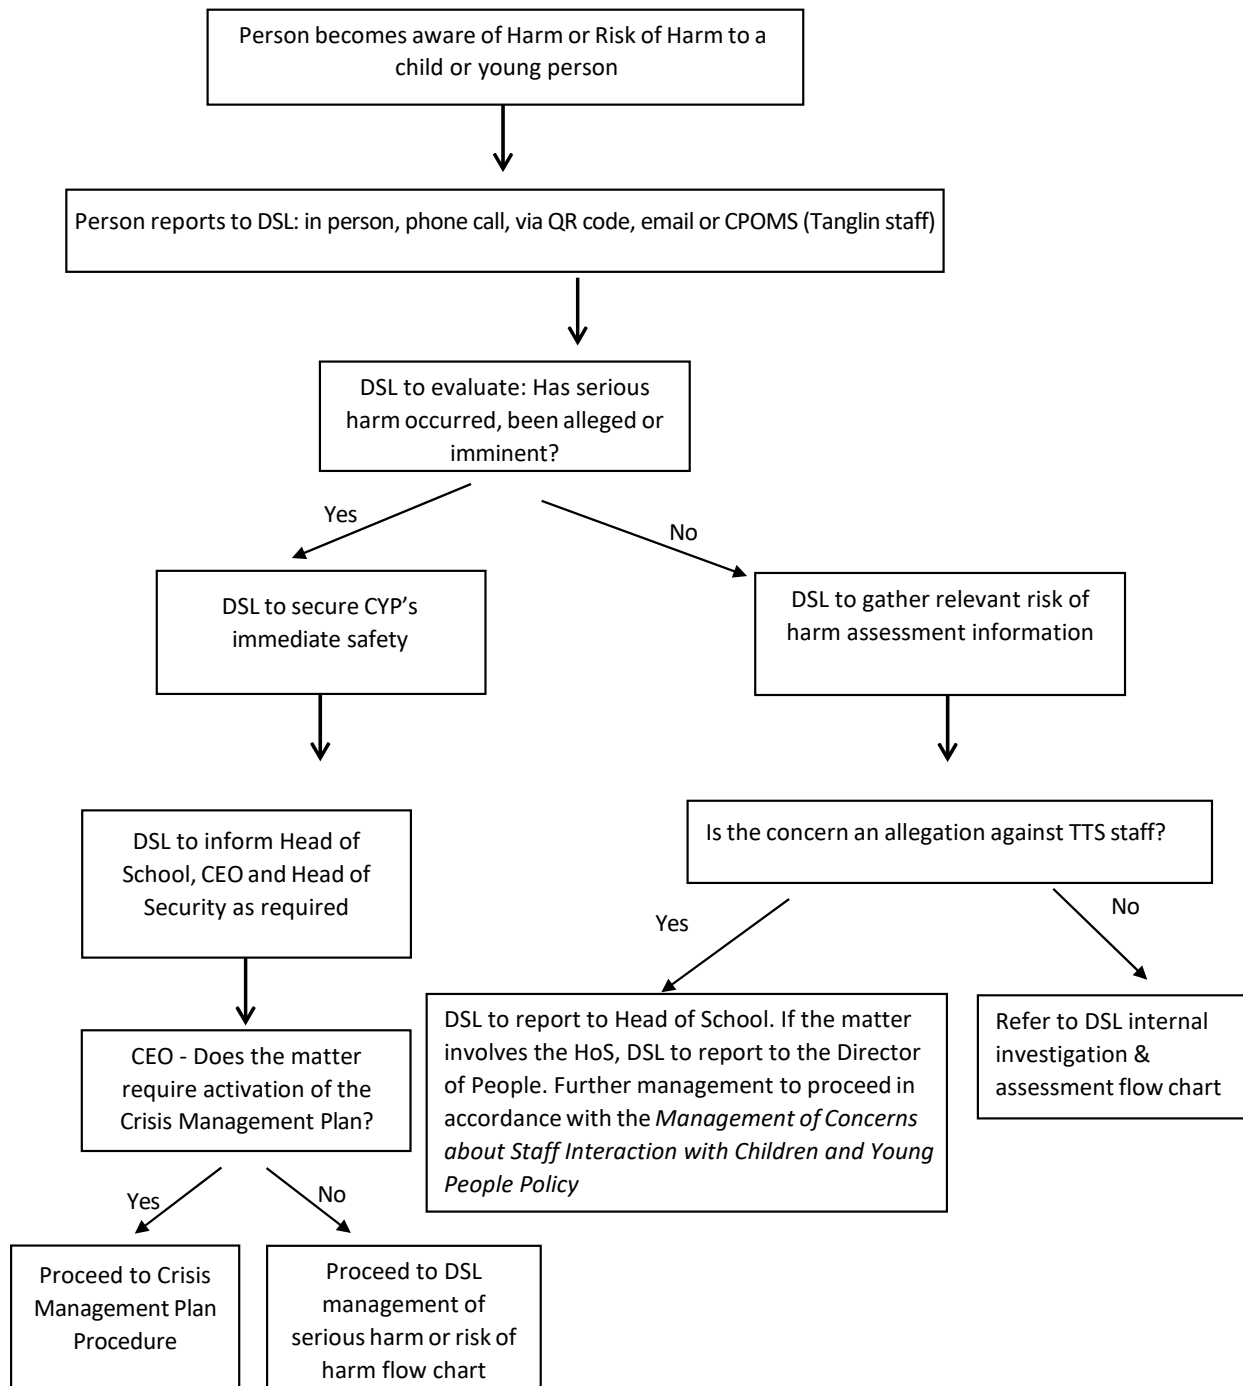 Person becomes aware of Harm or Risk of Harm to a
child or young person
Person reports to DSL: in person, phone call, via QR code, email or CPOMS (Tanglin staff)
DSL to evaluate: Has serious
harm occurred, been alleged or
imminent?
Yes
No
DSL to secure CYP’s
immediate safety
DSL to gather relevant risk of
harm assessment information
DSL to inform Head of
School, CEO and Head of
Security as required
Is the concern an allegation against TTS staff?
Yes
No
CEO - Does the matter
require activation of the
Crisis Management Plan?
DSL to report to Head of School. If the matter
involves the HoS, DSL to report to the Director
of People. Further management to proceed in
accordance with the Management of Concerns
about Staff Interaction with Children and Young
People Policy
Refer to DSL internal
investigation &
assessment flow chart
Yes
No
Proceed to Crisis
Management Plan
Procedure
Proceed to DSL
management of
serious harm or risk of
harm flow chart